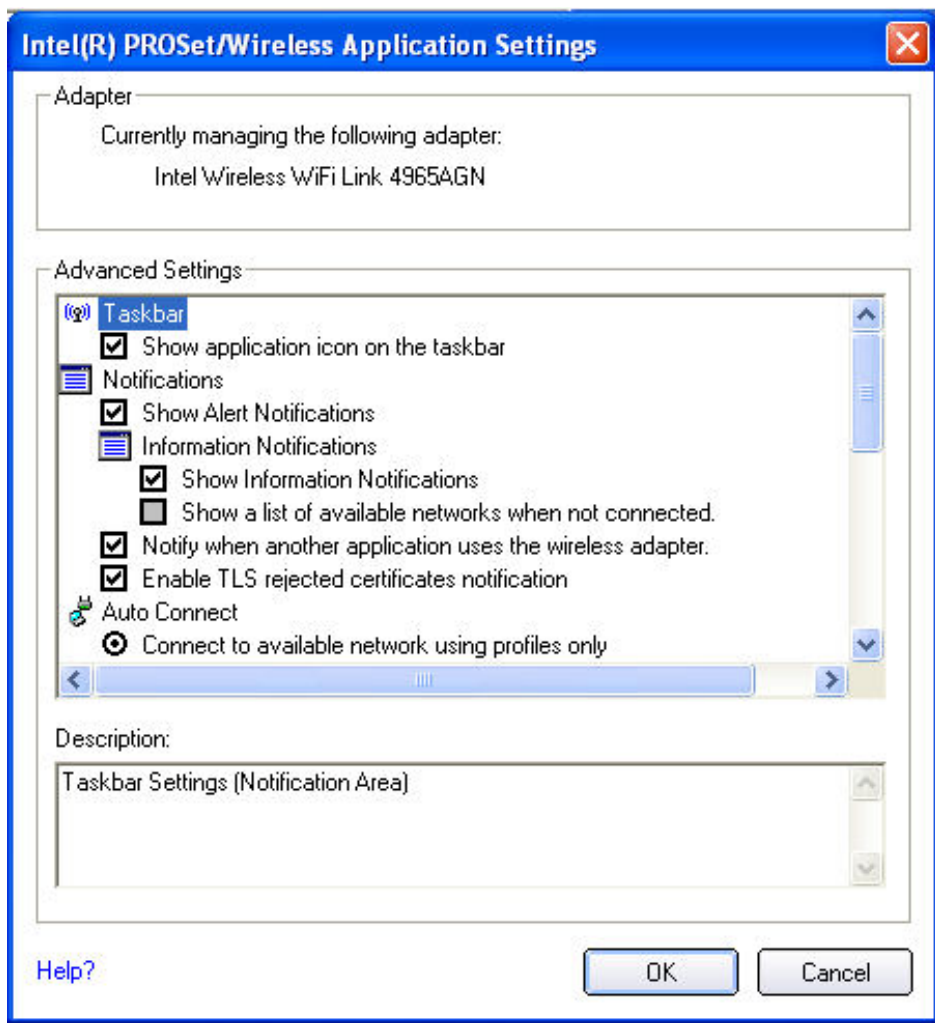 Intel(R) PROSet/Wireless Application Settings
Adapter
Currently managing the following adapter:
Intel Wireless WiFi Link 4965AGN
Advanced Settings
Taskbar
Show application icon on the taskbar
Notifications
Show Alert Notifications
Information Notifications
Show Information Notifications
Show a list of available networks when not connected.
Notify when another application uses the wireless adapter.
Enable TLS rejected certificates notification
Auto Connect
Connect to available network using profiles only
Description:
Taskbar Settings (Notification Area)
Help?
OK
Cancel